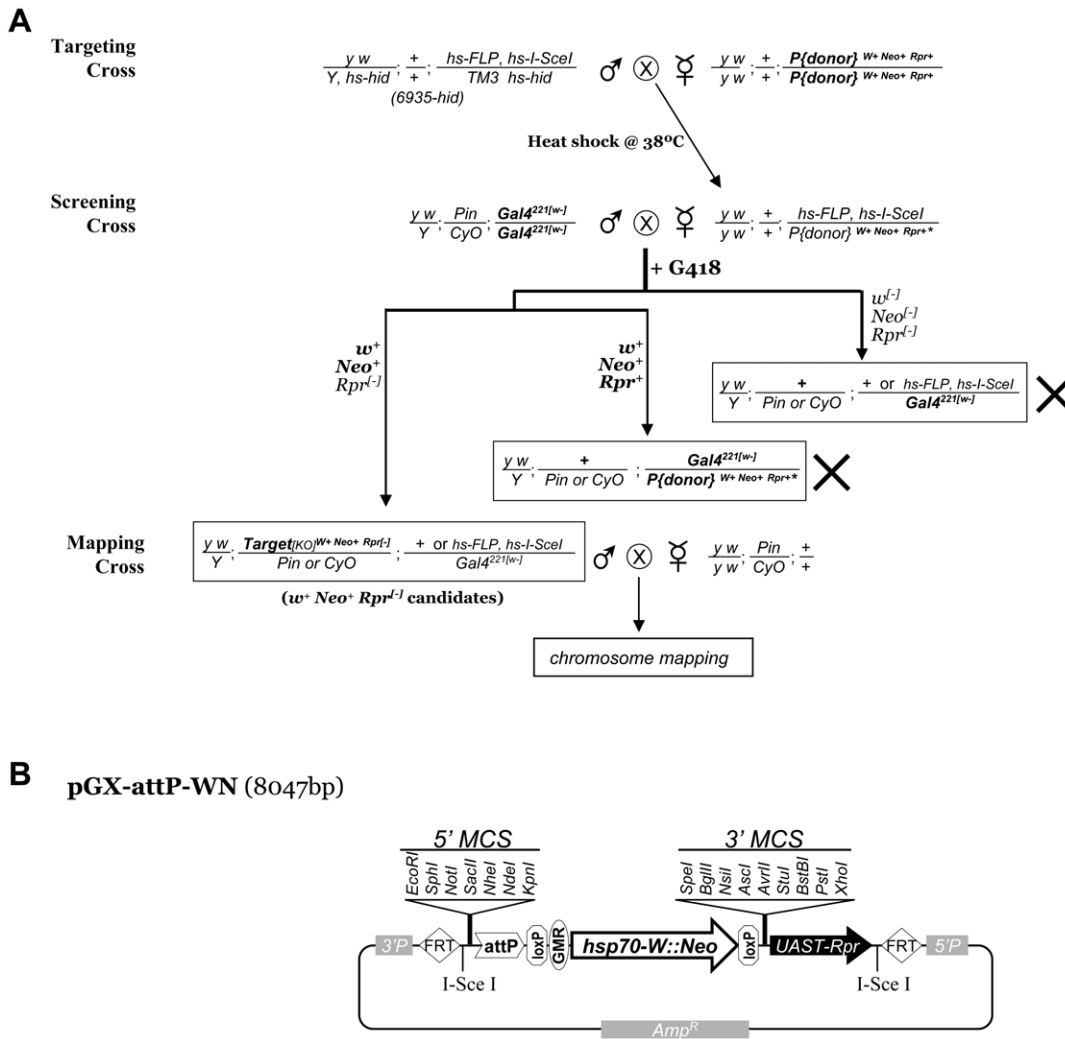 A
Targeting
Cross
y w / Y, hs-hid ; + / + ; hs-FLP, hs-I-SceI / TM3 hs-hid ♂ Ⓧ ☿ y w / y w ; + / + ; P{donor} W+ Neo+ Rpr+ / P{donor} W+ Neo+ Rpr+
(6935-hid)
Heat shock @ 38ºC
Screening
Cross
y w / Y ; Pin / CyO ; Gal4221[w-] / Gal4221[w-] ♂ Ⓧ ☿ y w / y w ; + / + ; hs-FLP, hs-I-SceI / P{donor} W+ Neo+ Rpr+*
+ G418
w+
Neo+
Rpr[-]
w+
Neo+
Rpr+
w[-]
Neo[-]
Rpr[-]
y w / Y ; + / Pin or CyO ; + or hs-FLP, hs-I-SceI / Gal4221[w-]
y w / Y ; + / Pin or CyO ; Gal4221[w-] / P{donor} W+ Neo+ Rpr+*
Mapping
Cross
y w / Y ; Target[KO]W+ Neo+ Rpr[-] / Pin or CyO ; + or hs-FLP, hs-I-SceI / Gal4221[w-] ♂ Ⓧ ☿ y w / y w ; Pin / CyO ; + / +
(w+ Neo+ Rpr[-] candidates)
chromosome mapping
B
pGX-attP-WN (8047bp)
5' MCS
EcoRI
SphI
NotI
SacII
NheI
NdeI
KpnI
3' MCS
SpeI
BglII
NsiI
AscI
AvrII
StuI
BstBI
PstI
XhoI
3'P FRT attP loxP GMR hsp70-W::Neo loxP UAST-Rpr FRT 5'P
I-Sce I I-Sce I
AmpR